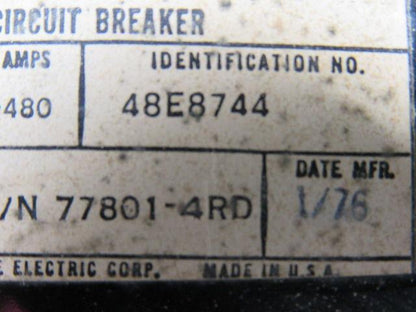 CIRCUIT BREAKER
AMPS IDENTIFICATION NO.
480 48E8744
/N 77801-4RD DATE MFR.
1/76
ELECTRIC CORP. MADE IN U.S.A.